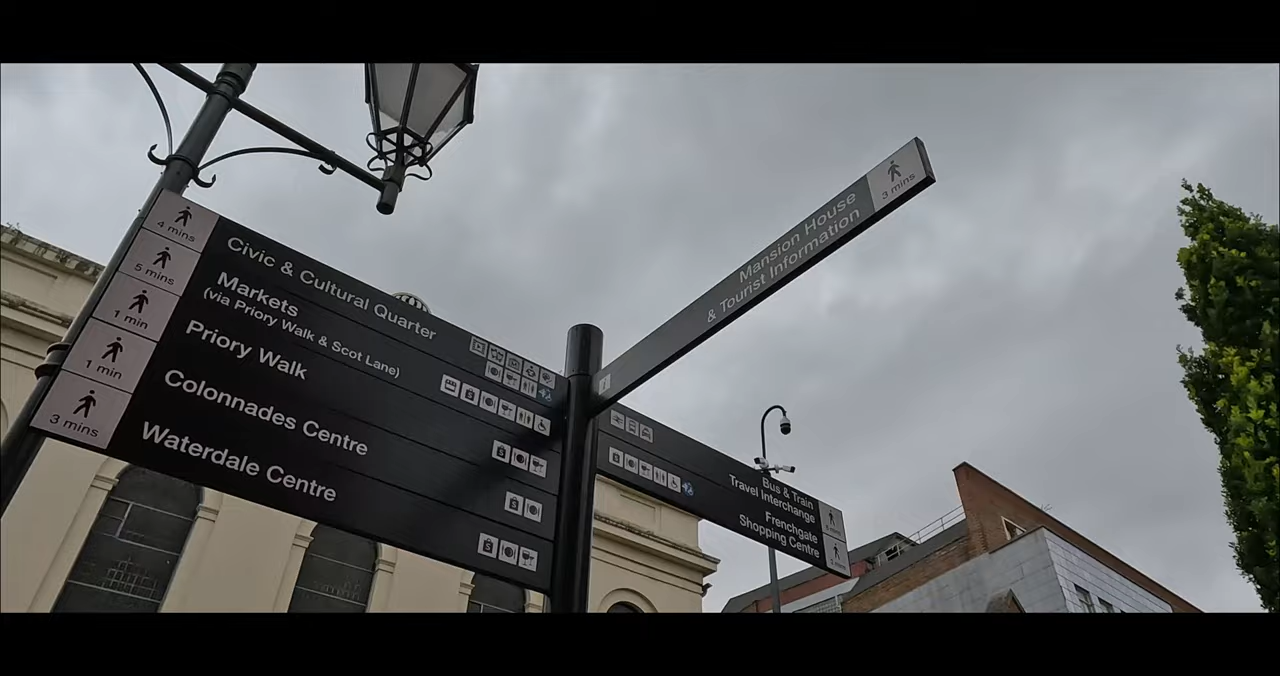 4 mins
Civic & Cultural Quarter
5 mins
Markets
(via Priory Walk & Scot Lane)
1 min
Priory Walk
1 min
Colonnades Centre
3 mins
Waterdale Centre
Mansion House
& Tourist Information
3 mins
Bus & Train
Travel Interchange
Frenchgate
Shopping Centre